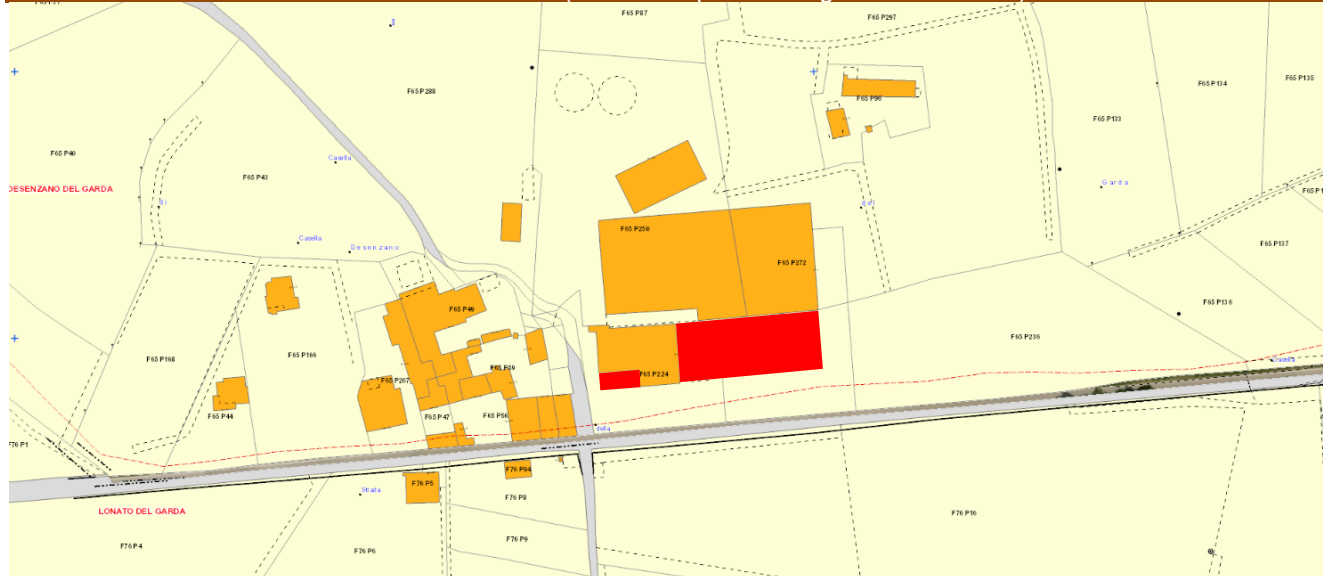 F65 P87
F65 P297
F65 P288
F65 P134
F65 P135
F65 P96
F65 P133
F65 P40
Casella
F65 P43
DESENZANO DEL GARDA
Garda
F65 P250
Casella
Desenzano
F65 P272
F65 P137
F65 P49
F65 P136
F65 P236
F65 P168
F65 P166
F65 P59
F65 P267
F65 P224
F65 P44
F65 P47
F65 P56
F76 P1
F76 P94
F76 P5
Strada
F76 P8
LONATO DEL GARDA
F76 P16
F76 P4
F76 P6
F76 P9